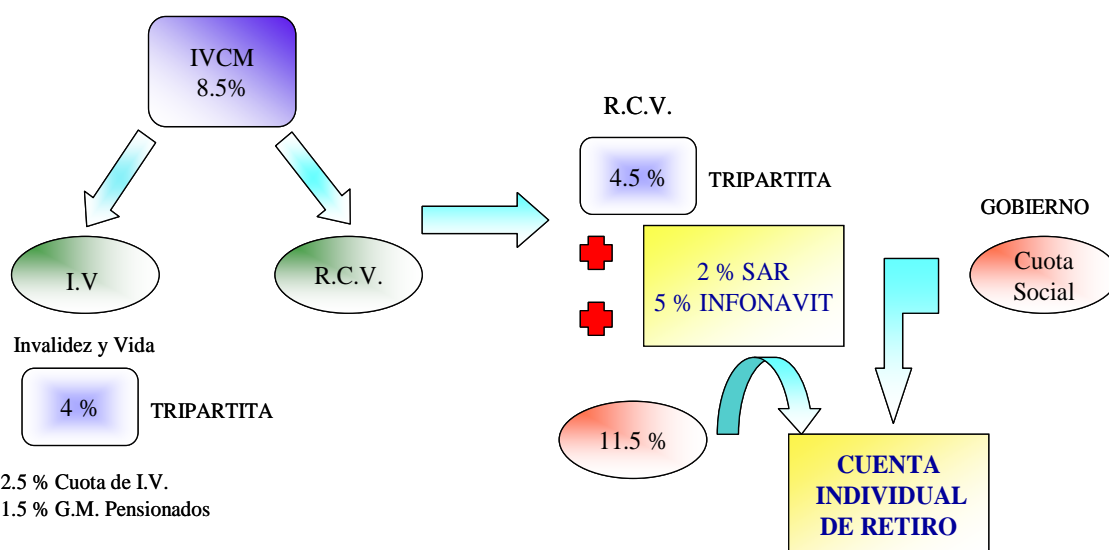 IVCM
8.5%
I.V
R.C.V.
Invalidez y Vida
4 %
TRIPARTITA
2.5 % Cuota de I.V.
1.5 % G.M. Pensionados
R.C.V.
4.5 %
TRIPARTITA
2 % SAR
5 % INFONAVIT
11.5 %
GOBIERNO
Cuota
Social
CUENTA
INDIVIDUAL
DE RETIRO